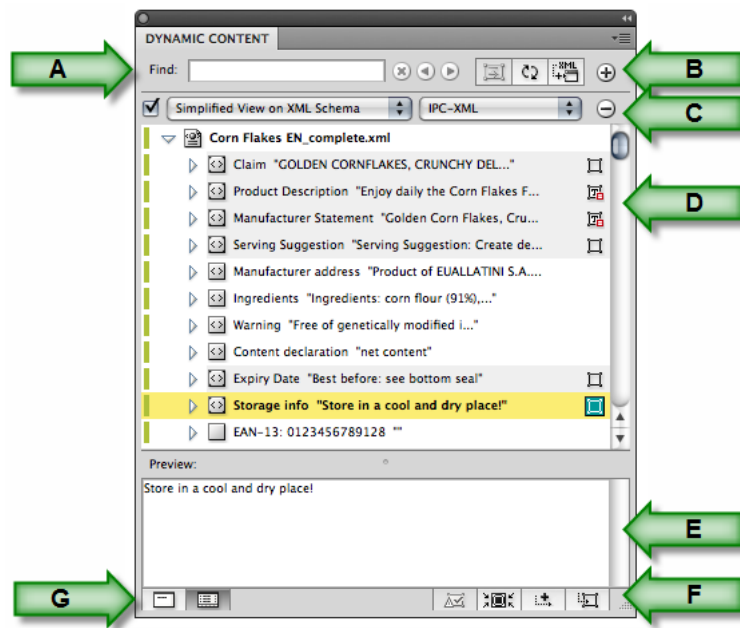 DYNAMIC CONTENT
A
Find:
XML
B
Simplified View on XML Schema IPC-XML
C
Corn Flakes EN_complete.xml
Claim "GOLDEN CORNFLAKES, CRUNCHY DEL..."
Product Description "Enjoy daily the Corn Flakes F...
D
Manufacturer Statement "Golden Corn Flakes, Cru...
Serving Suggestion "Serving Suggestion: Create de...
Manufacturer address "Product of EUALLATINI S.A....
Ingredients "Ingredients: corn flour (91%),..."
Warning "Free of genetically modified i..."
Content declaration "net content"
Expiry Date "Best before: see bottom seal"
Storage info "Store in a cool and dry place!"
EAN-13: 0123456789128 ""
Preview:
Store in a cool and dry place!
E
G
F